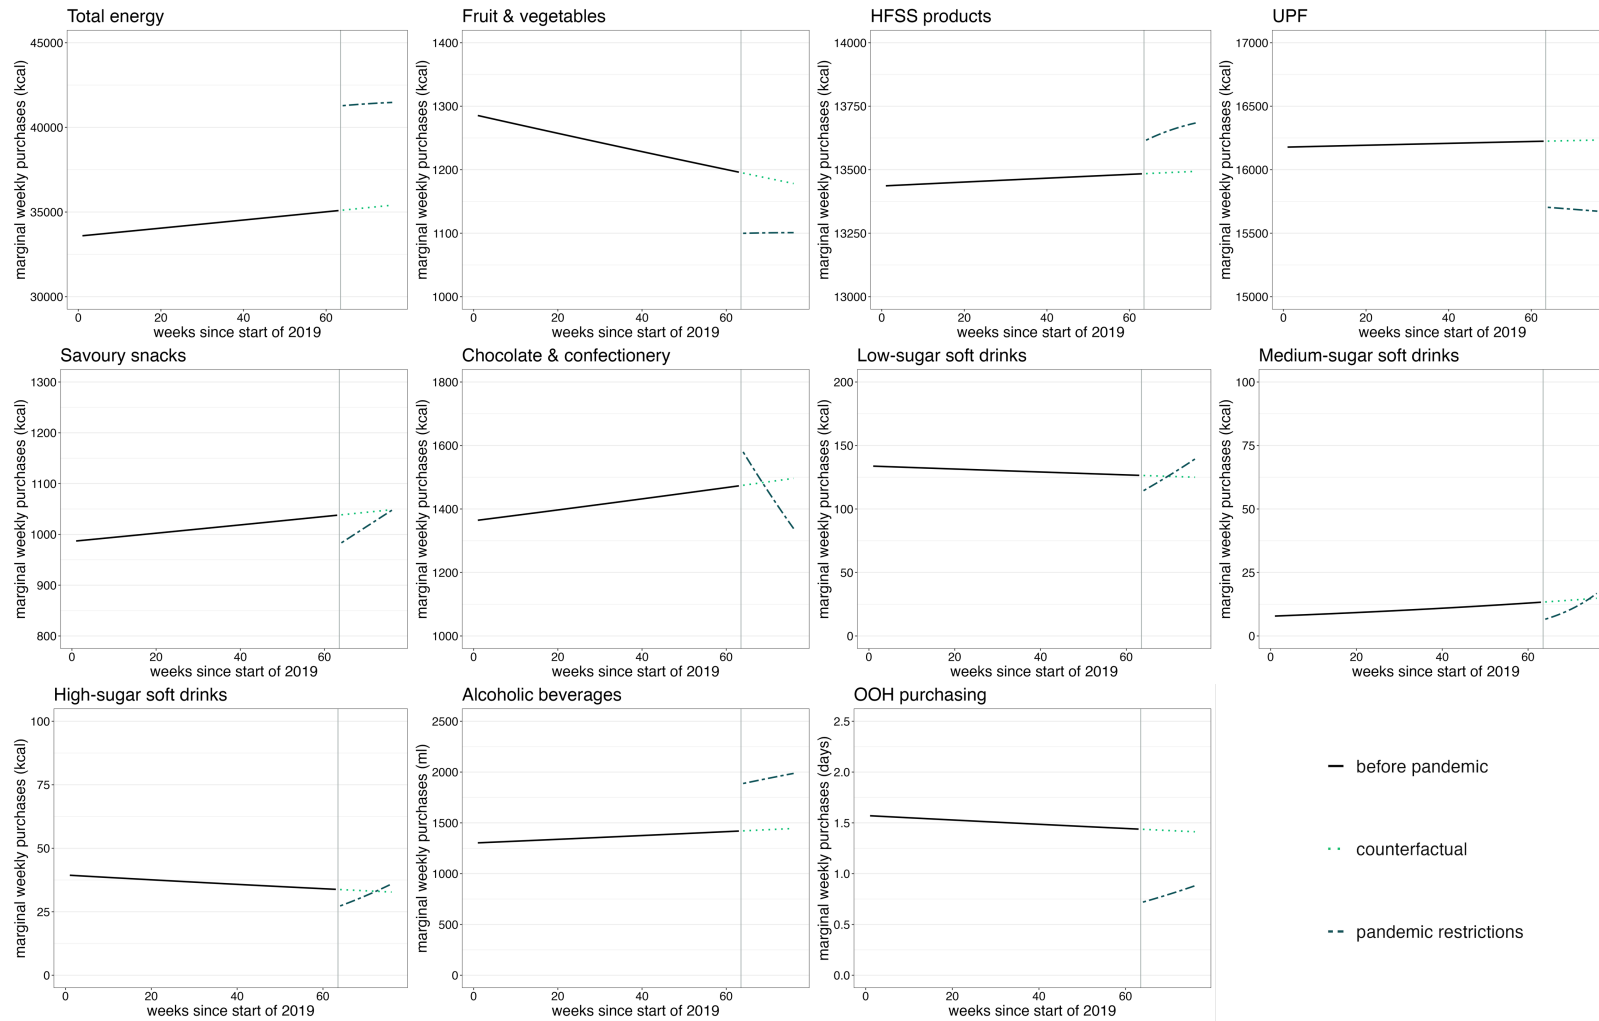 Total energy
marginal weekly purchases (kcal)
45000
40000
35000
30000
0 20 40 60
weeks since start of 2019
Fruit & vegetables
marginal weekly purchases (kcal)
1400
1300
1200
1100
1000
0 20 40 60
weeks since start of 2019
HFSS products
marginal weekly purchases (kcal)
14000
13750
13500
13250
13000
0 20 40 60
weeks since start of 2019
UPF
marginal weekly purchases (kcal)
17000
16500
16000
15500
15000
0 20 40 60
weeks since start of 2019
Savoury snacks
marginal weekly purchases (kcal)
1300
1200
1100
1000
900
800
0 20 40 60
weeks since start of 2019
Chocolate & confectionery
marginal weekly purchases (kcal)
1800
1600
1400
1200
1000
0 20 40 60
weeks since start of 2019
Low-sugar soft drinks
marginal weekly purchases (kcal)
200
150
100
50
0
0 20 40 60
weeks since start of 2019
Medium-sugar soft drinks
marginal weekly purchases (kcal)
100
75
50
25
0
0 20 40 60
weeks since start of 2019
High-sugar soft drinks
marginal weekly purchases (kcal)
100
75
50
25
0
0 20 40 60
weeks since start of 2019
Alcoholic beverages
marginal weekly purchases (ml)
2500
2000
1500
1000
500
0
0 20 40 60
weeks since start of 2019
OOH purchasing
marginal weekly purchases (days)
2.5
2.0
1.5
1.0
0.5
0.0
0 20 40 60
weeks since start of 2019
before pandemic
counterfactual
pandemic restrictions